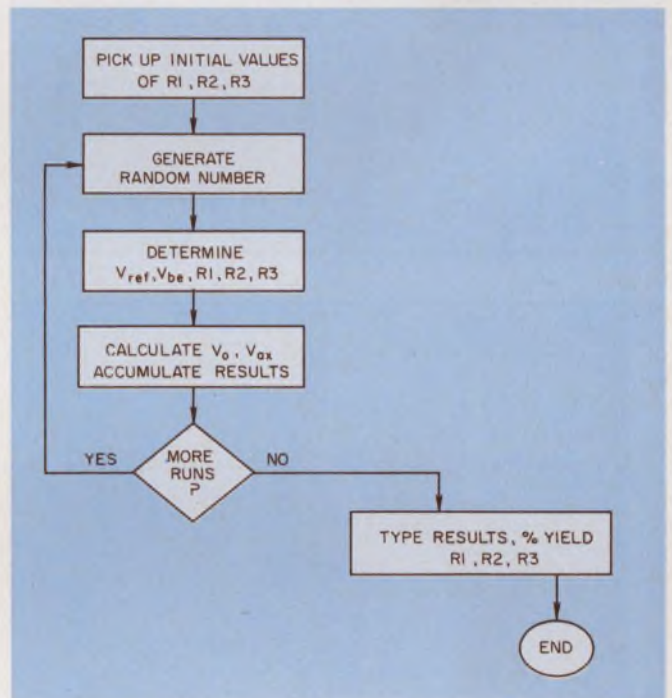 PICK UP INITIAL VALUES
OF R1, R2, R3
GENERATE
RANDOM NUMBER
DETERMINE
Vref, Vbe, R1, R2, R3
CALCULATE Vo, Vox
ACCUMULATE RESULTS
YES
MORE
RUNS
?
NO
TYPE RESULTS, % YIELD
R1, R2, R3
END